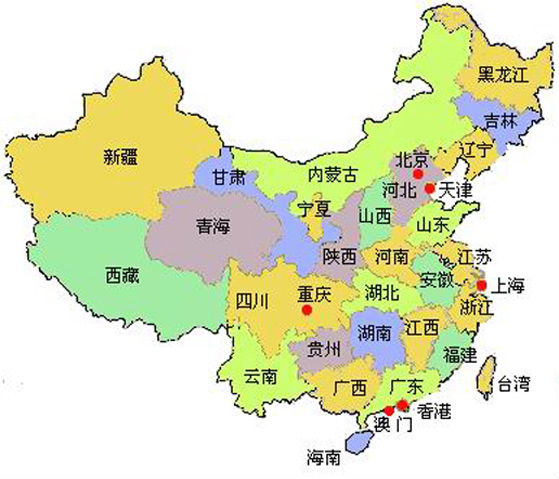 黑龙江
吉林
辽宁
新疆
北京
甘肃
内蒙古
河北
天津
宁夏
山西
青海
山东
陕西
河南
江苏
西藏
安徽
上海
四川
重庆
湖北
浙江
湖南
江西
贵州
福建
云南
广西
广东
台湾
香港
澳门
海南